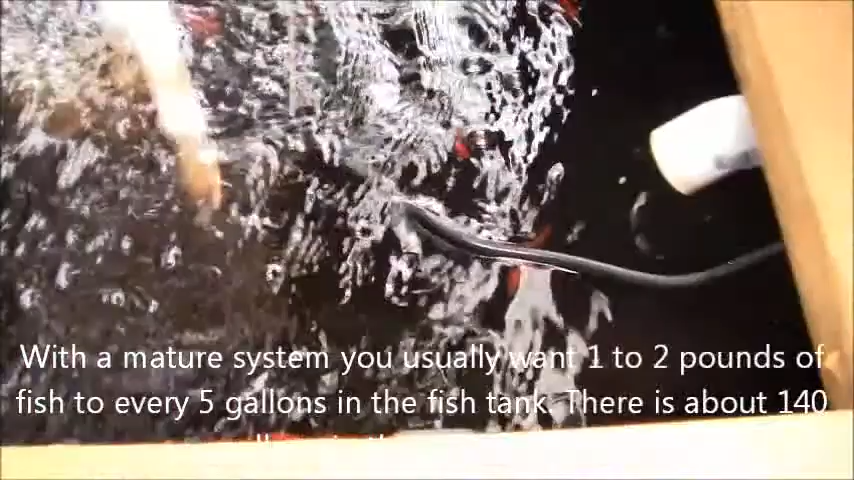 With a mature system you usually want 1 to 2 pounds of
fish to every 5 gallons in the fish tank. There is about 140